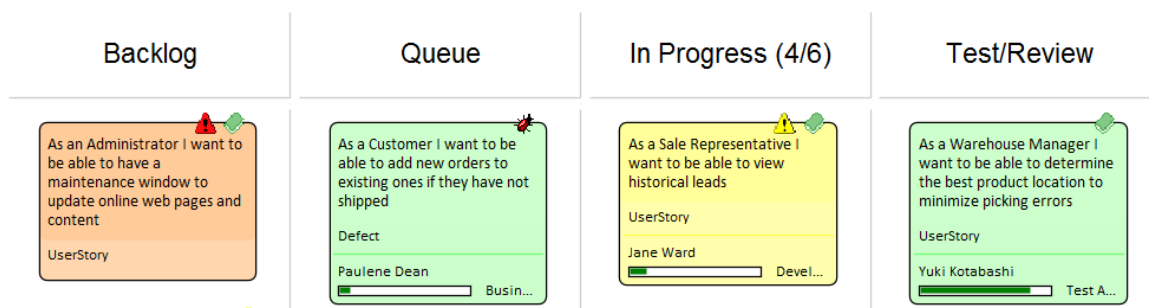 Backlog
Queue
In Progress (4/6)
Test/Review
As an Administrator I want to
be able to have a
maintenance window to
update online web pages and
content
UserStory
As a Customer I want to be
able to add new orders to
existing ones if they have not
shipped
Defect
Paulene Dean
Busin...
As a Sale Representative I
want to be able to view
historical leads
UserStory
Jane Ward
Devel...
As a Warehouse Manager I
want to be able to determine
the best product location to
minimize picking errors
UserStory
Yuki Kotabashi
Test A...